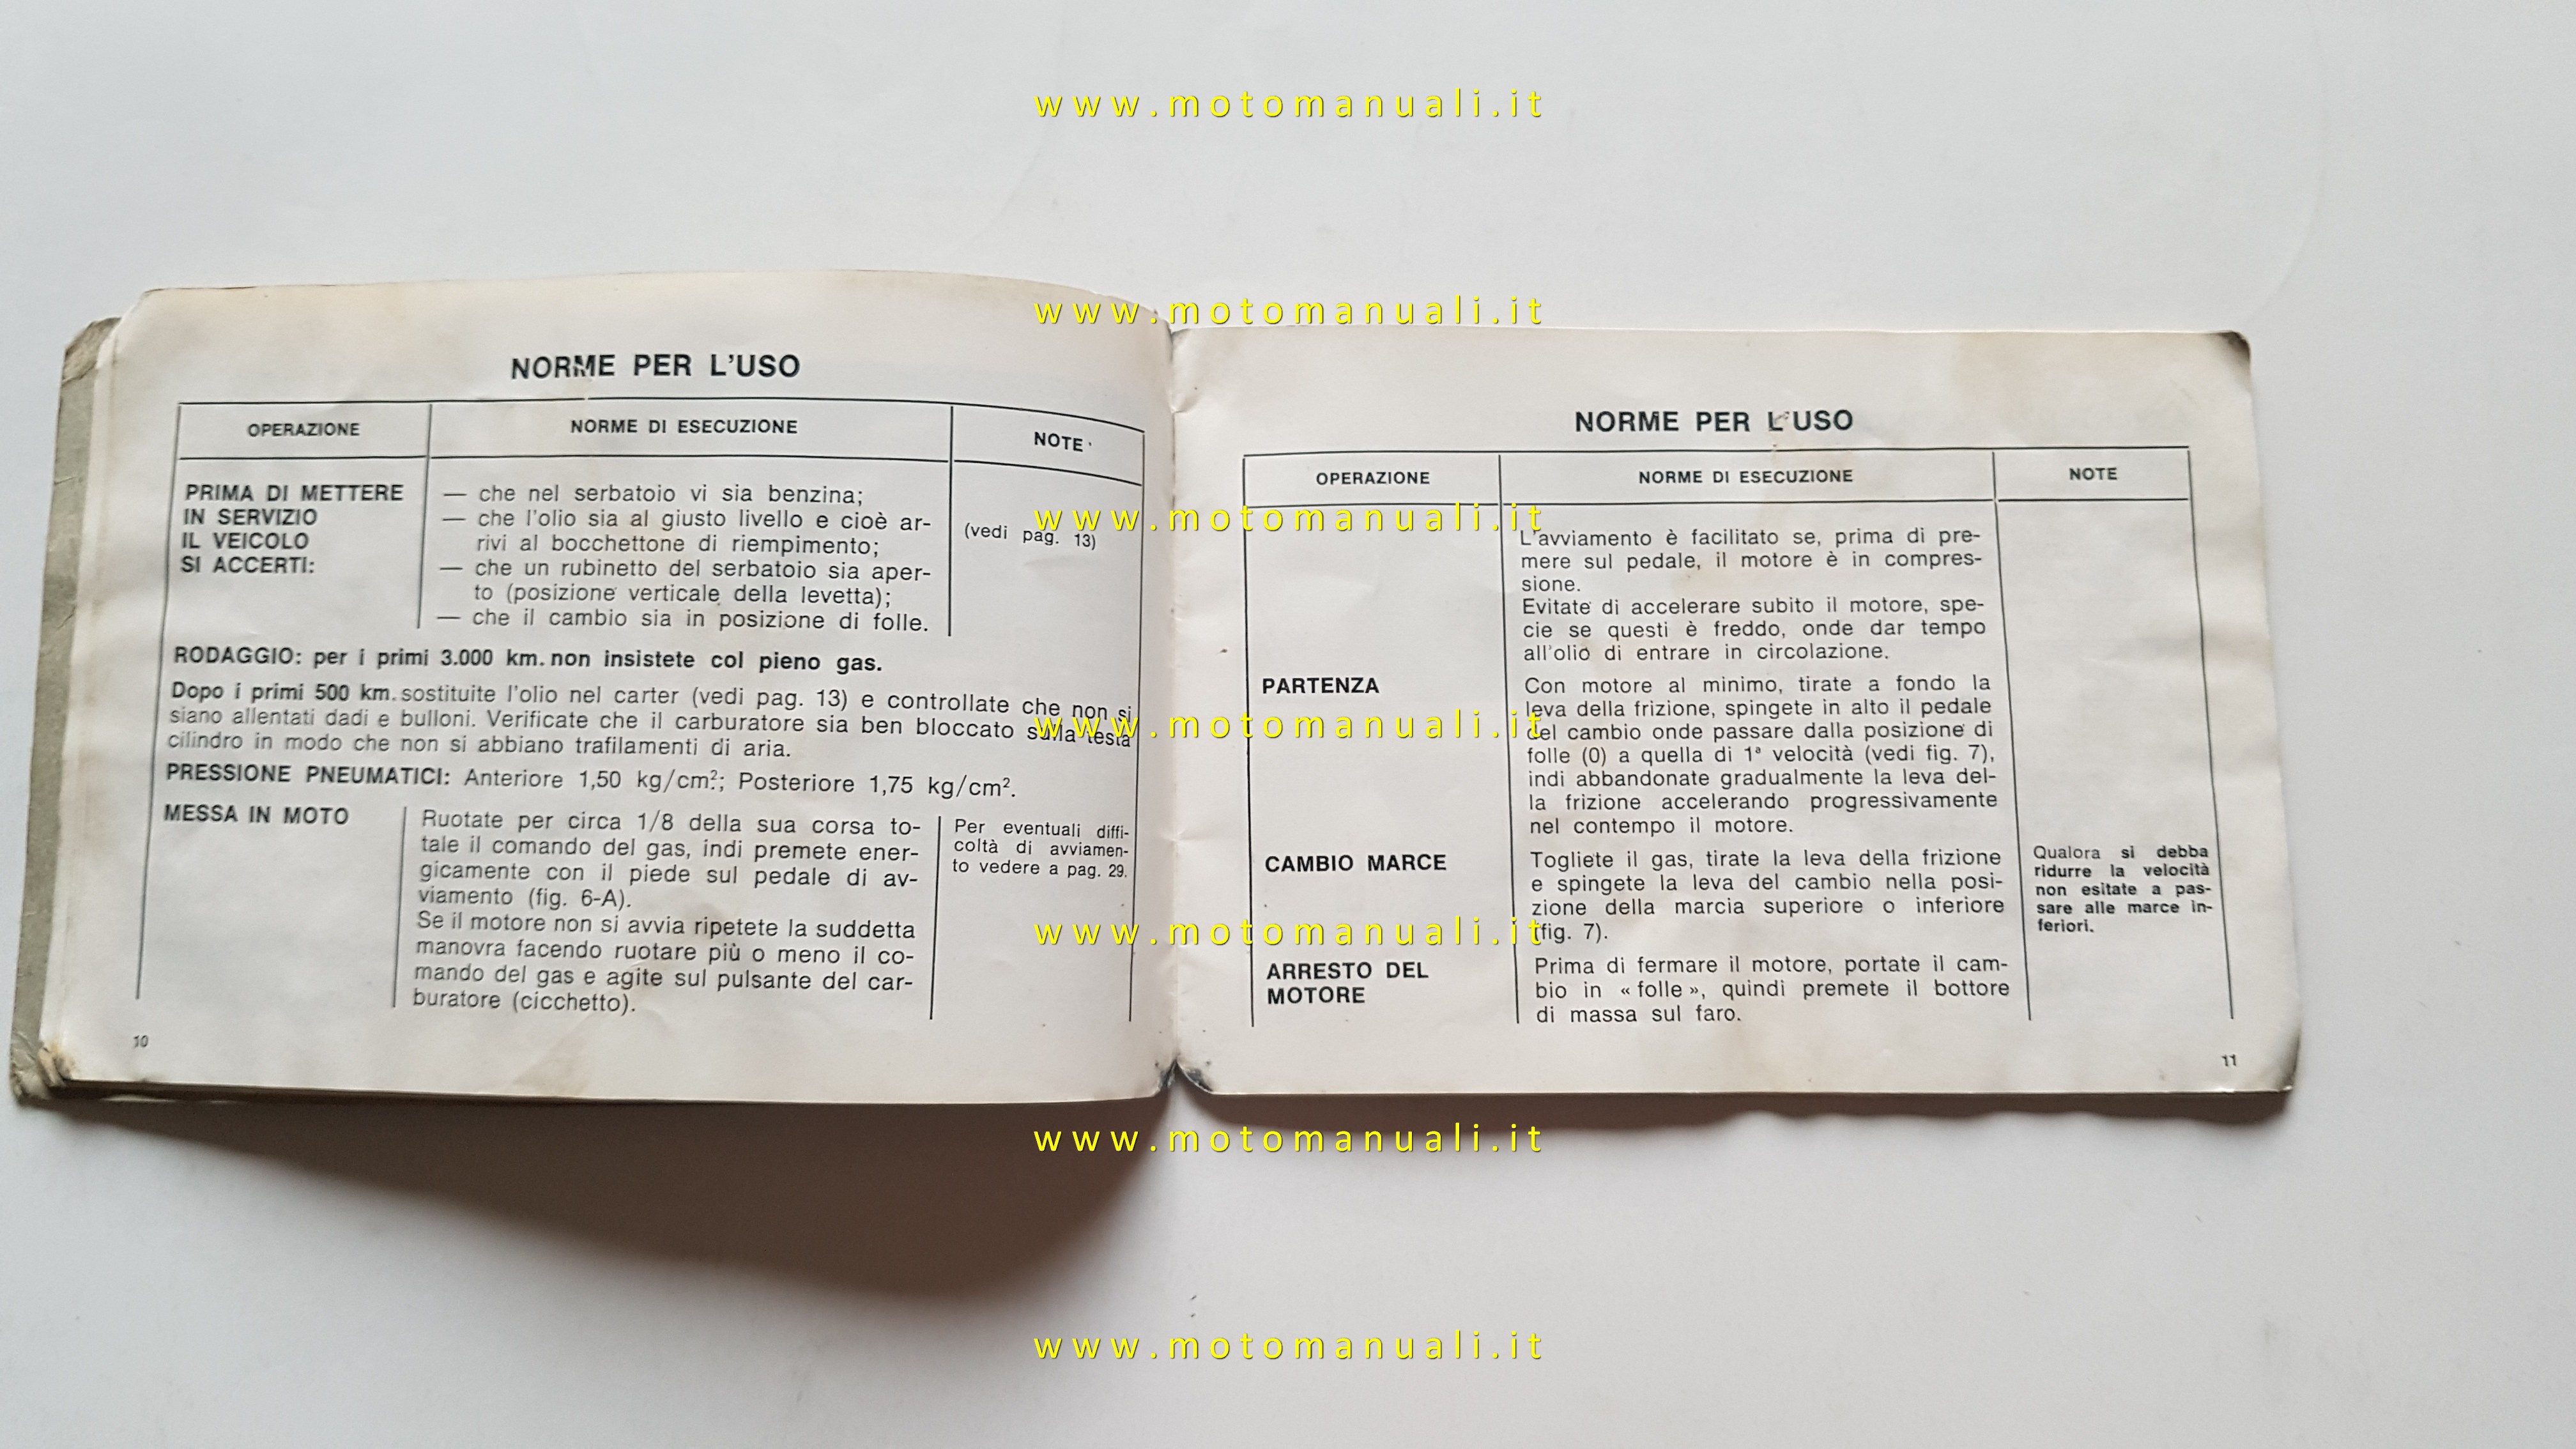 www.motomanuali.it
www.motomanuali.it
NORME PER L'USO
OPERAZIONE
NORME DI ESECUZIONE
NOTE
PRIMA DI METTERE
IN SERVIZIO
IL VEICOLO
SI ACCERTI:
— che nel serbatoio vi sia benzina;
— che l'olio sia al giusto livello e cioè ar-
rivi al bocchettone di riempimento;
— che un rubinetto del serbatoio sia aper-
to (posizione verticale della levetta);
— che il cambio sia in posizione di folle.
(vedi pag. 13)
RODAGGIO: per i primi 3.000 km. non insistete col pieno gas.
Dopo i primi 500 km. sostituite l'olio nel carter (vedi pag. 13) e controllate che non si
siano allentati dadi e bulloni. Verificate che il carburatore sia ben bloccato sulla testa
cilindro in modo che non si abbiano trafilamenti di aria.
PRESSIONE PNEUMATICI: Anteriore 1,50 kg/cm²; Posteriore 1,75 kg/cm².
MESSA IN MOTO
Ruotate per circa 1/8 della sua corsa to-
tale il comando del gas, indi premete ener-
gicamente con il piede sul pedale di av-
viamento (fig. 6-A).
Se il motore non si avvia ripetete la suddetta
manovra facendo ruotare più o meno il co-
mando del gas e agite sul pulsante del car-
buratore (cicchetto).
Per eventuali diffi-
coltà di avviamen-
to vedere a pag. 29.
10
NORME PER L'USO
OPERAZIONE
NORME DI ESECUZIONE
NOTE
www.motomanuali.it
L'avviamento è facilitato se, prima di pre-
mere sul pedale, il motore è in compres-
sione.
Evitate di accelerare subito il motore, spe-
cie se questi è freddo, onde dar tempo
all'olio di entrare in circolazione.
PARTENZA
Con motore al minimo, tirate a fondo la
leva della frizione, spingete in alto il pedale
del cambio onde passare dalla posizione di
folle (0) a quella di 1ª velocità (vedi fig. 7),
indi abbandonate gradualmente la leva del-
la frizione accelerando progressivamente
nel contempo il motore.
www.motomanuali.it
CAMBIO MARCE
Togliete il gas, tirate la leva della frizione
e spingete la leva del cambio nella posi-
zione della marcia superiore o inferiore
(fig. 7).
Qualora si debba
ridurre la velocità
non esitate a pas-
sare alle marce in-
feriori.
www.motomanuali.it
ARRESTO DEL
MOTORE
Prima di fermare il motore, portate il cam-
bio in « folle », quindi premete il bottore
di massa sul faro.
11
www.motomanuali.it
www.motomanuali.it